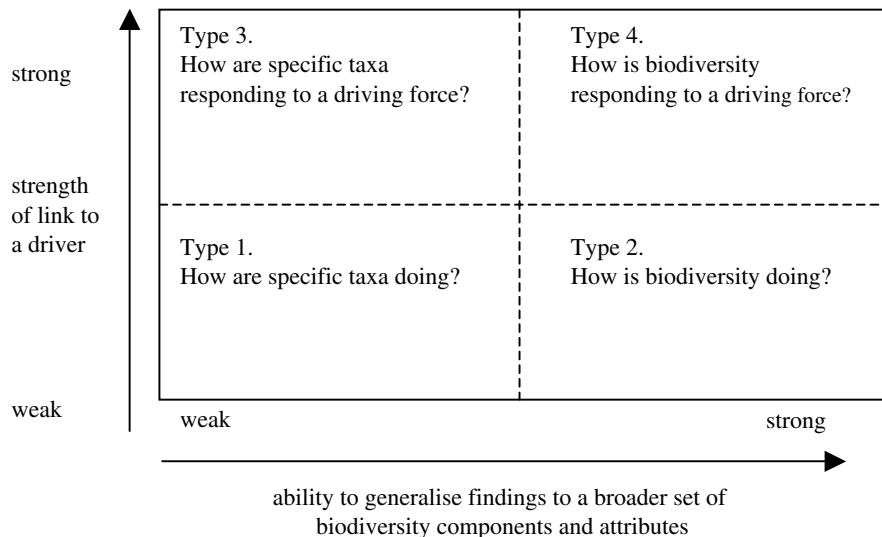 strong
strength
of link to
a driver
weak
Type 3.
How are specific taxa
responding to a driving force?
Type 4.
How is biodiversity
responding to a driving force?
Type 1.
How are specific taxa doing?
Type 2.
How is biodiversity doing?
weak
strong
ability to generalise findings to a broader set of
biodiversity components and attributes